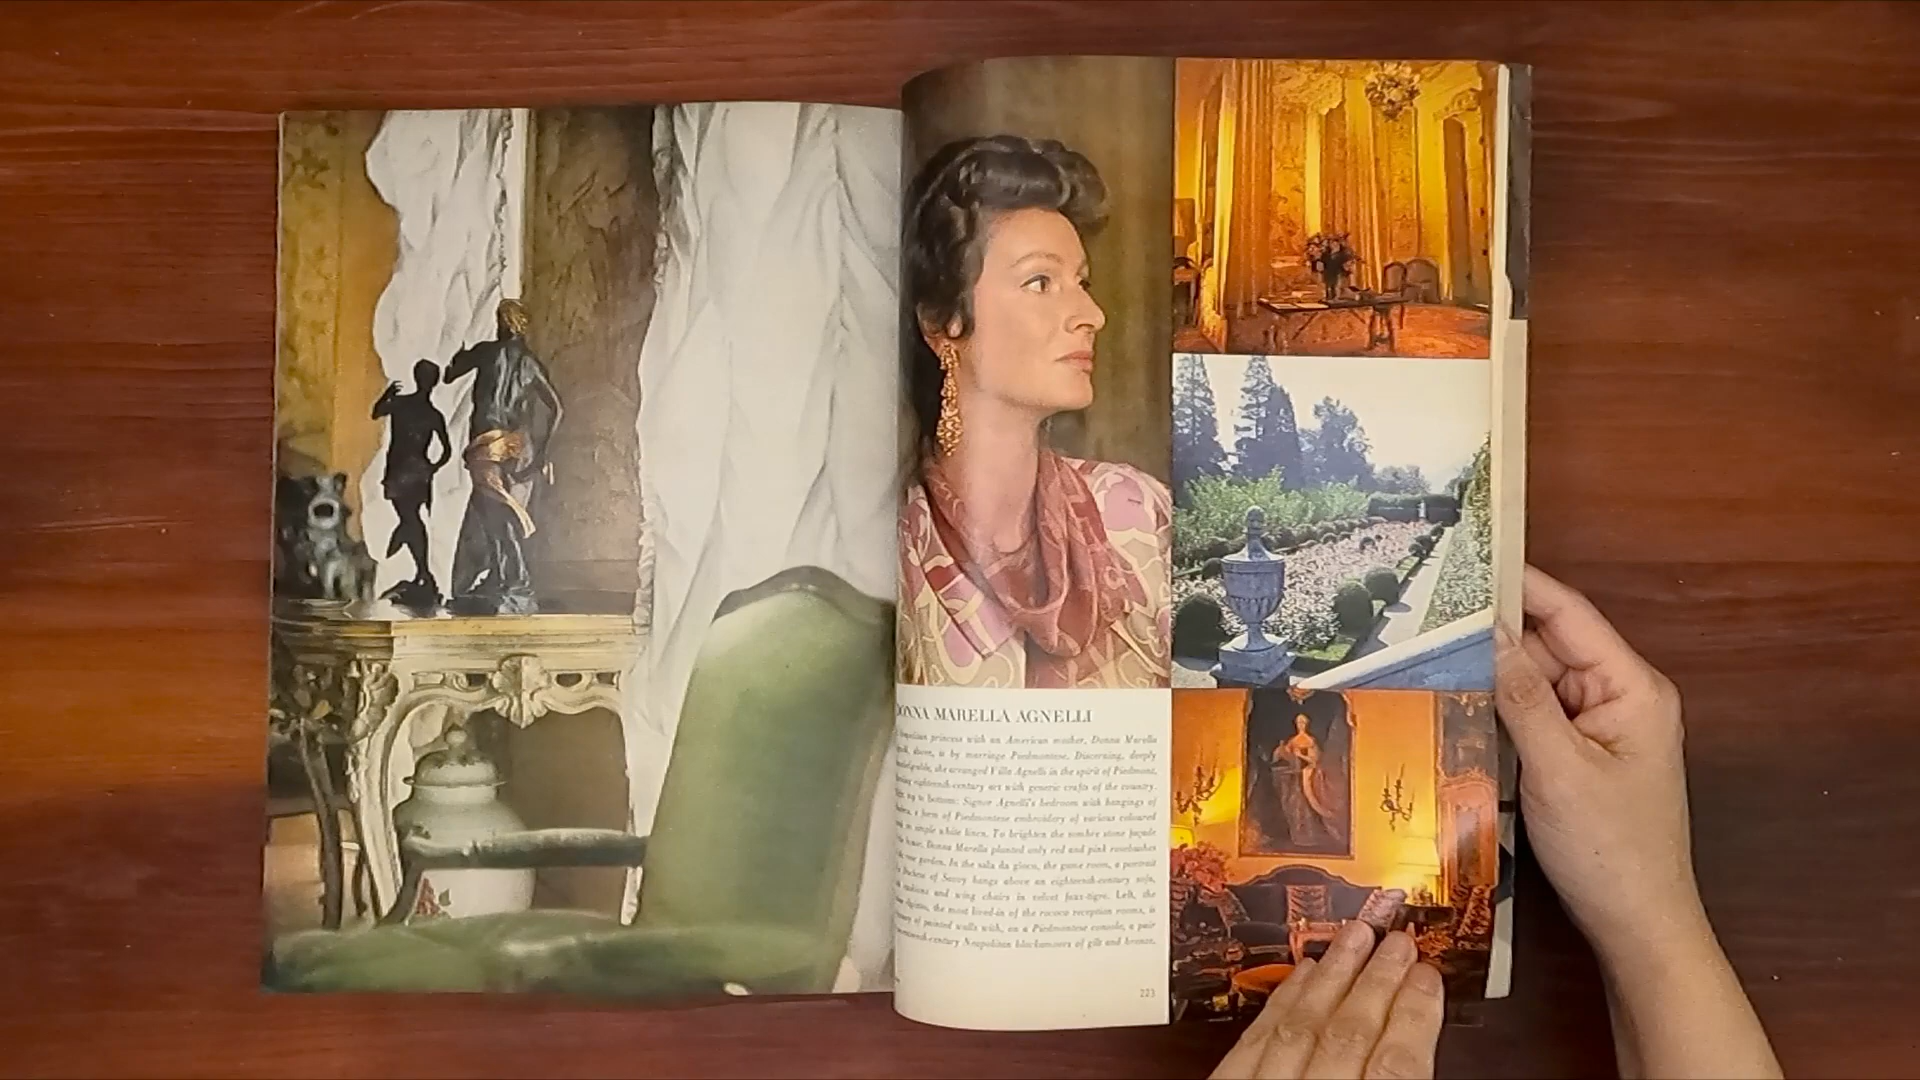 DONNA MARELLA AGNELLI
Neapolitan princess with an American mother, Donna Marella
above, is by marriage Piedmontese. Discerning, deeply
she arranged Villa Agnelli in the spirit of Piedmont,
eighteenth-century art with generic crafts of the country.
top to bottom: Signor Agnelli's bedroom with hangings of
a form of Piedmontese embroidery of various coloured
on simple white linen. To brighten the sombre stone façade
house, Donna Marella planted only red and pink rosebushes
rose garden. In the sala da gioco, the game room, a portrait
Duchess of Savoy hangs above an eighteenth-century sofa,
cushions and wing chairs in velvet faux-tigre. Left, the
the most lived-in of the rococo reception rooms, is
of painted walls with, on a Piedmontese console, a pair
Neapolitan blackamoors of gilt and bronze.
223